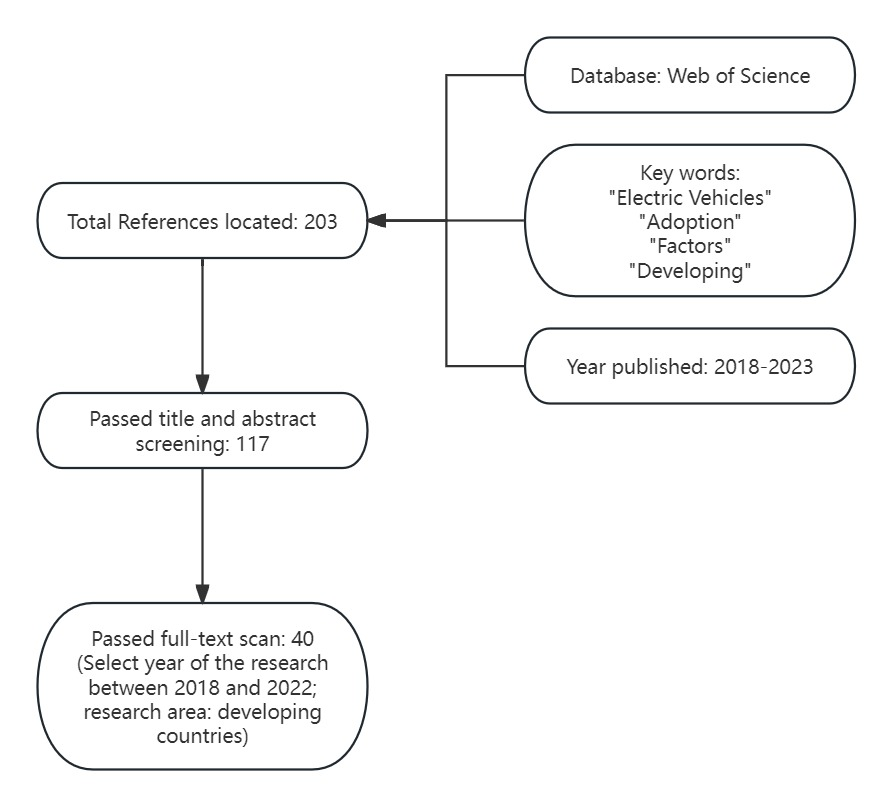 Database: Web of Science
Key words:
"Electric Vehicles"
"Adoption"
"Factors"
"Developing"
Year published: 2018-2023
Total References located: 203
Passed title and abstract
screening: 117
Passed full-text scan: 40
(Select year of the research
between 2018 and 2022;
research area: developing
countries)